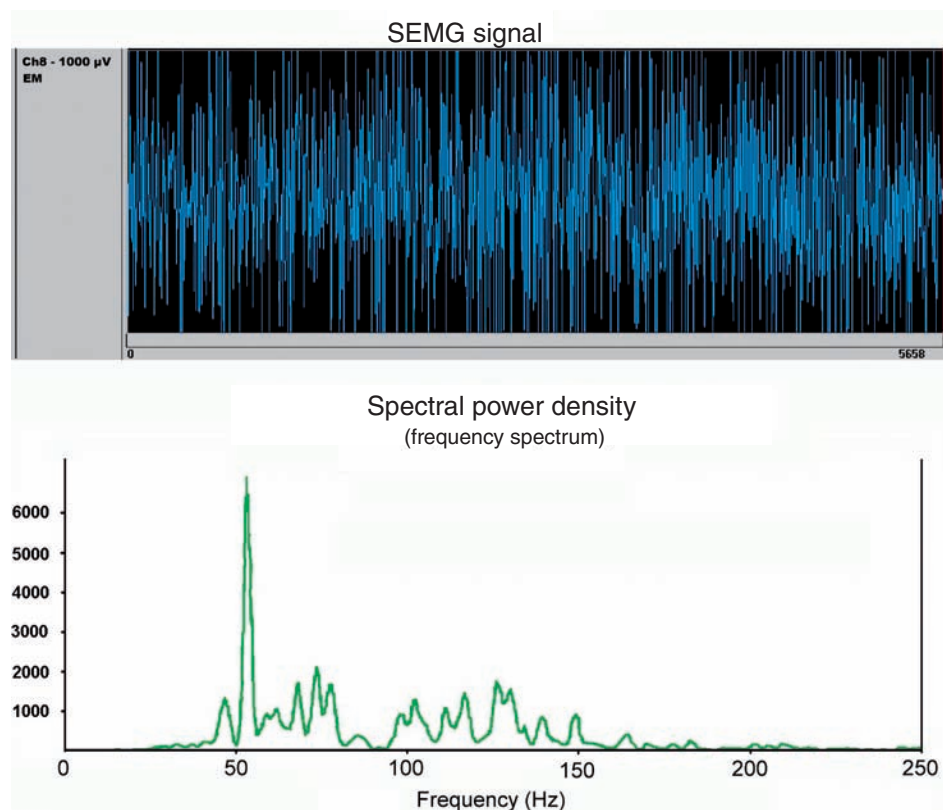 SEMG signal
Ch8 - 1000 µV
EM
0
5658
Spectral power density
(frequency spectrum)
6000
5000
4000
3000
2000
1000
0 50 100 150 200 250
Frequency (Hz)